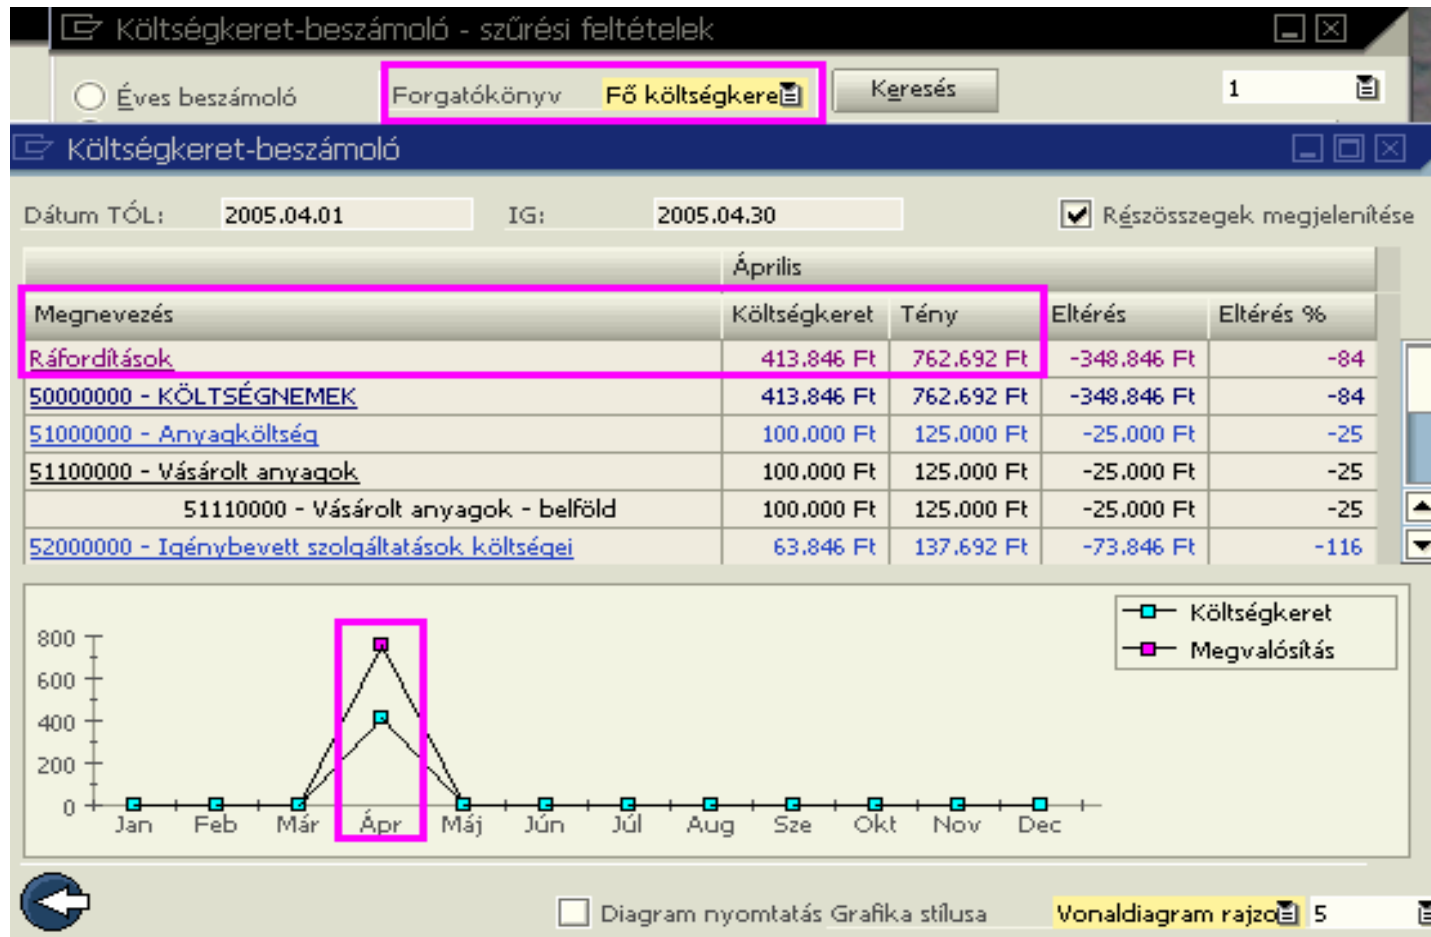 Költségkeret-beszámoló - szűrési feltételek
Éves beszámoló Forgatókönyv Fő költségkere Keresés 1
Költségkeret-beszámoló
Dátum TÓL: 2005.04.01 IG: 2005.04.30 Részösszegek megjelenítése
Április
Megnevezés Költségkeret Tény Eltérés Eltérés %
Ráfordítások 413.846 Ft 762.692 Ft -348.846 Ft -84
50000000 - KÖLTSÉGNEMEK 413.846 Ft 762.692 Ft -348.846 Ft -84
51000000 - Anyagköltség 100.000 Ft 125.000 Ft -25.000 Ft -25
51100000 - Vásárolt anyagok 100.000 Ft 125.000 Ft -25.000 Ft -25
51110000 - Vásárolt anyagok - belföld 100.000 Ft 125.000 Ft -25.000 Ft -25
52000000 - Igénybevett szolgáltatások költségei 63.846 Ft 137.692 Ft -73.846 Ft -116
Költségkeret
Megvalósítás
800
600
400
200
0
Jan Feb Már Ápr Máj Jún Júl Aug Sze Okt Nov Dec
Diagram nyomtatás Grafika stílusa Vonaldiagram rajzo 5